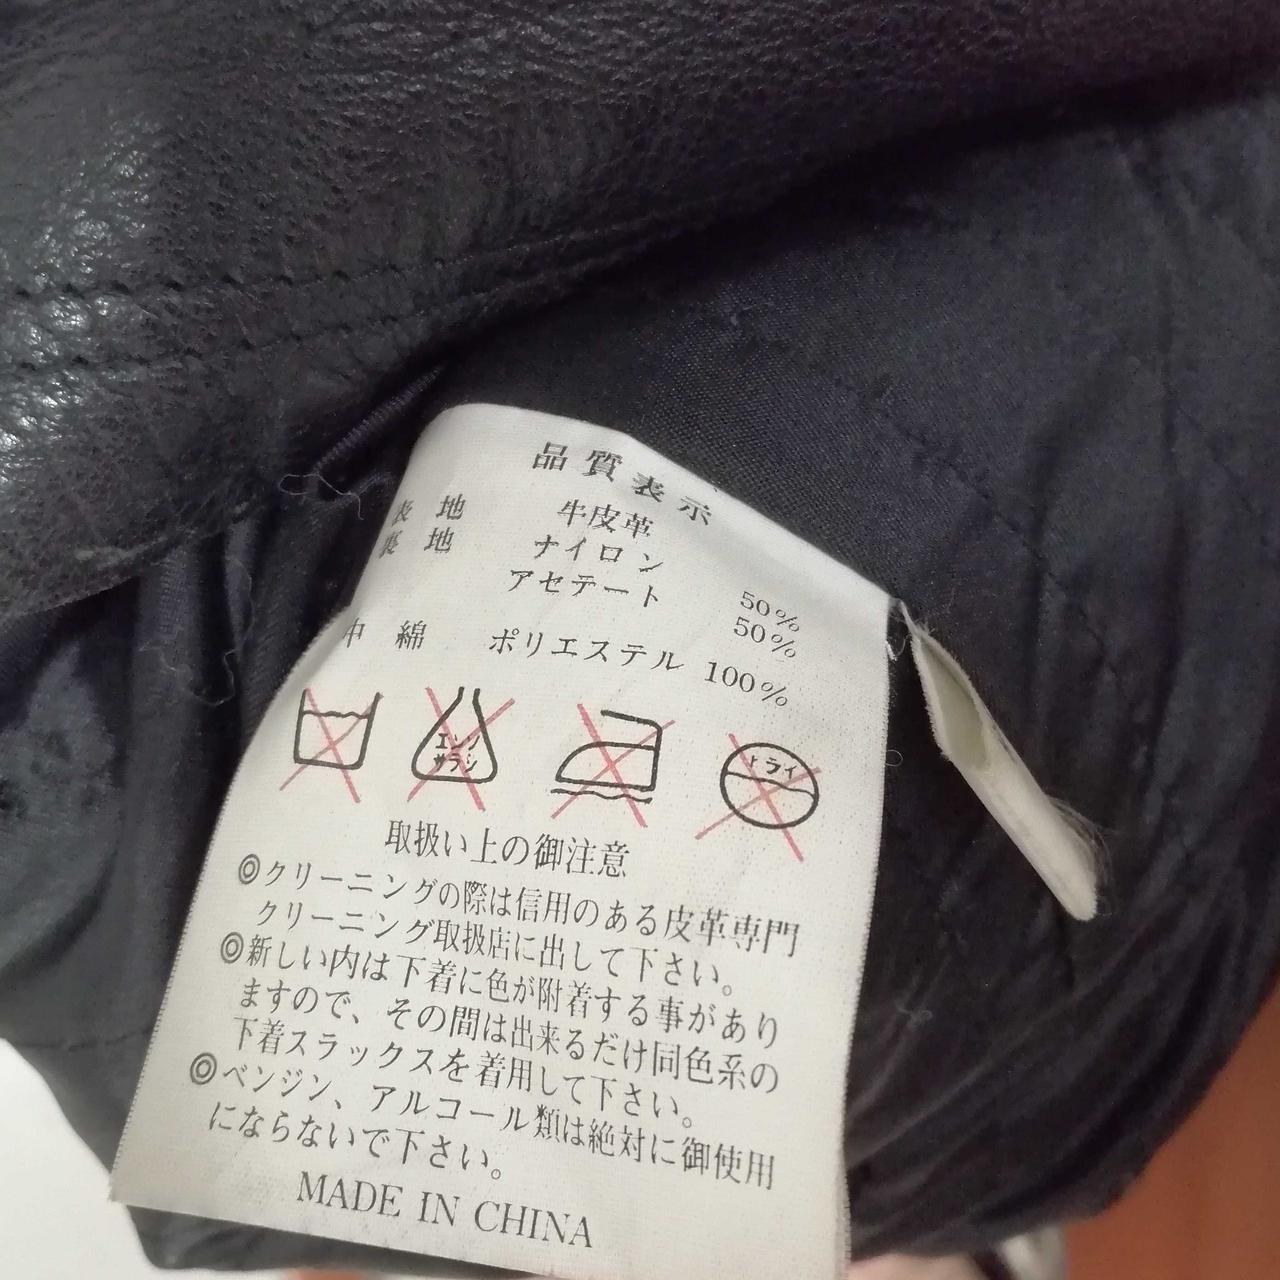 品質表示
表地 牛皮革
裏地 ナイロン 50%
アセテート 50%
中綿 ポリエステル 100%
エンソ
サラシ
ドライ
取扱い上の御注意
◎クリーニングの際は信用のある皮革専門
クリーニング取扱店に出して下さい。
◎新しい内は下着に色が附着する事があり
ますので、その間は出来るだけ同色系の
下着スラックスを着用して下さい。
◎ベンジン、アルコール類は絶対に御使用
にならないで下さい。
MADE IN CHINA